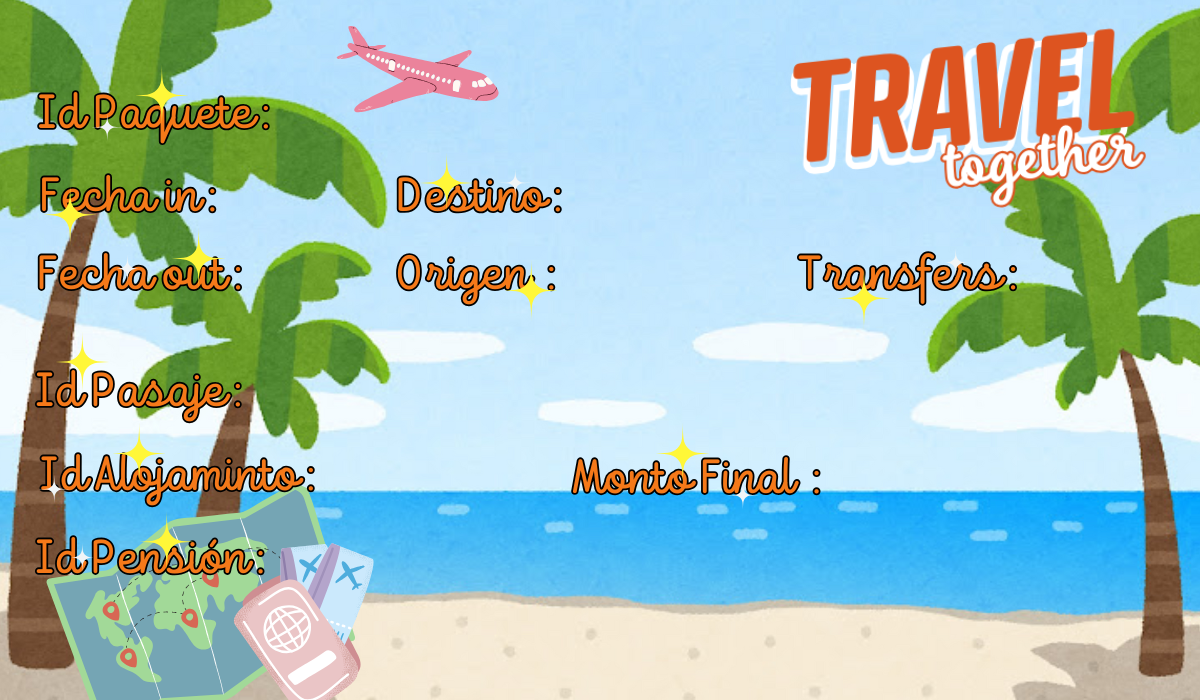 TRAVEL
together
Id Paquete:
Fecha in:
Destino:
Fecha out:
Origen :
Transfers:
Id Pasaje:
Id Alojaminto:
Monto Final :
Id Pensión: